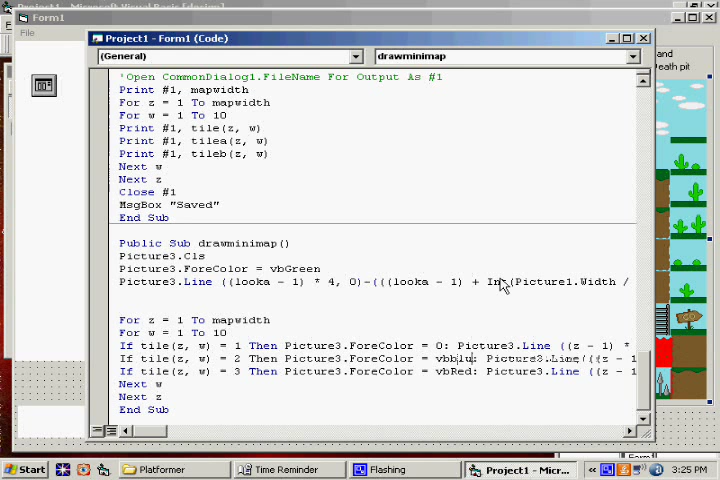 Project1 - Microsoft Visual Basic [design]
Form1
File
Project1 - Form1 (Code)
(General)
drawminimap
and
Death pit
'Open CommonDialog1.FileName For Output As #1
Print #1, mapwidth
For z = 1 To mapwidth
For w = 1 To 10
Print #1, tile(z, w)
Print #1, tilea(z, w)
Print #1, tileb(z, w)
Next w
Next z
Close #1
MsgBox "Saved"
End Sub
Public Sub drawminimap()
Picture3.Cls
Picture3.ForeColor = vbGreen
Picture3.Line ((looka - 1) * 4, 0)-(((looka - 1) + Int(Picture1.Width /
For z = 1 To mapwidth
For w = 1 To 10
If tile(z, w) = 1 Then Picture3.ForeColor = 0: Picture3.Line ((z - 1) *
If tile(z, w) = 2 Then Picture3.ForeColor = vbblu: Picture3.Line ((z - 1
If tile(z, w) = 3 Then Picture3.ForeColor = vbRed: Picture3.Line ((z - 1
Next w
Next z
End Sub
Start
Platformer
Time Reminder
Flashing
Project1 - Micr...
«
3:25 PM